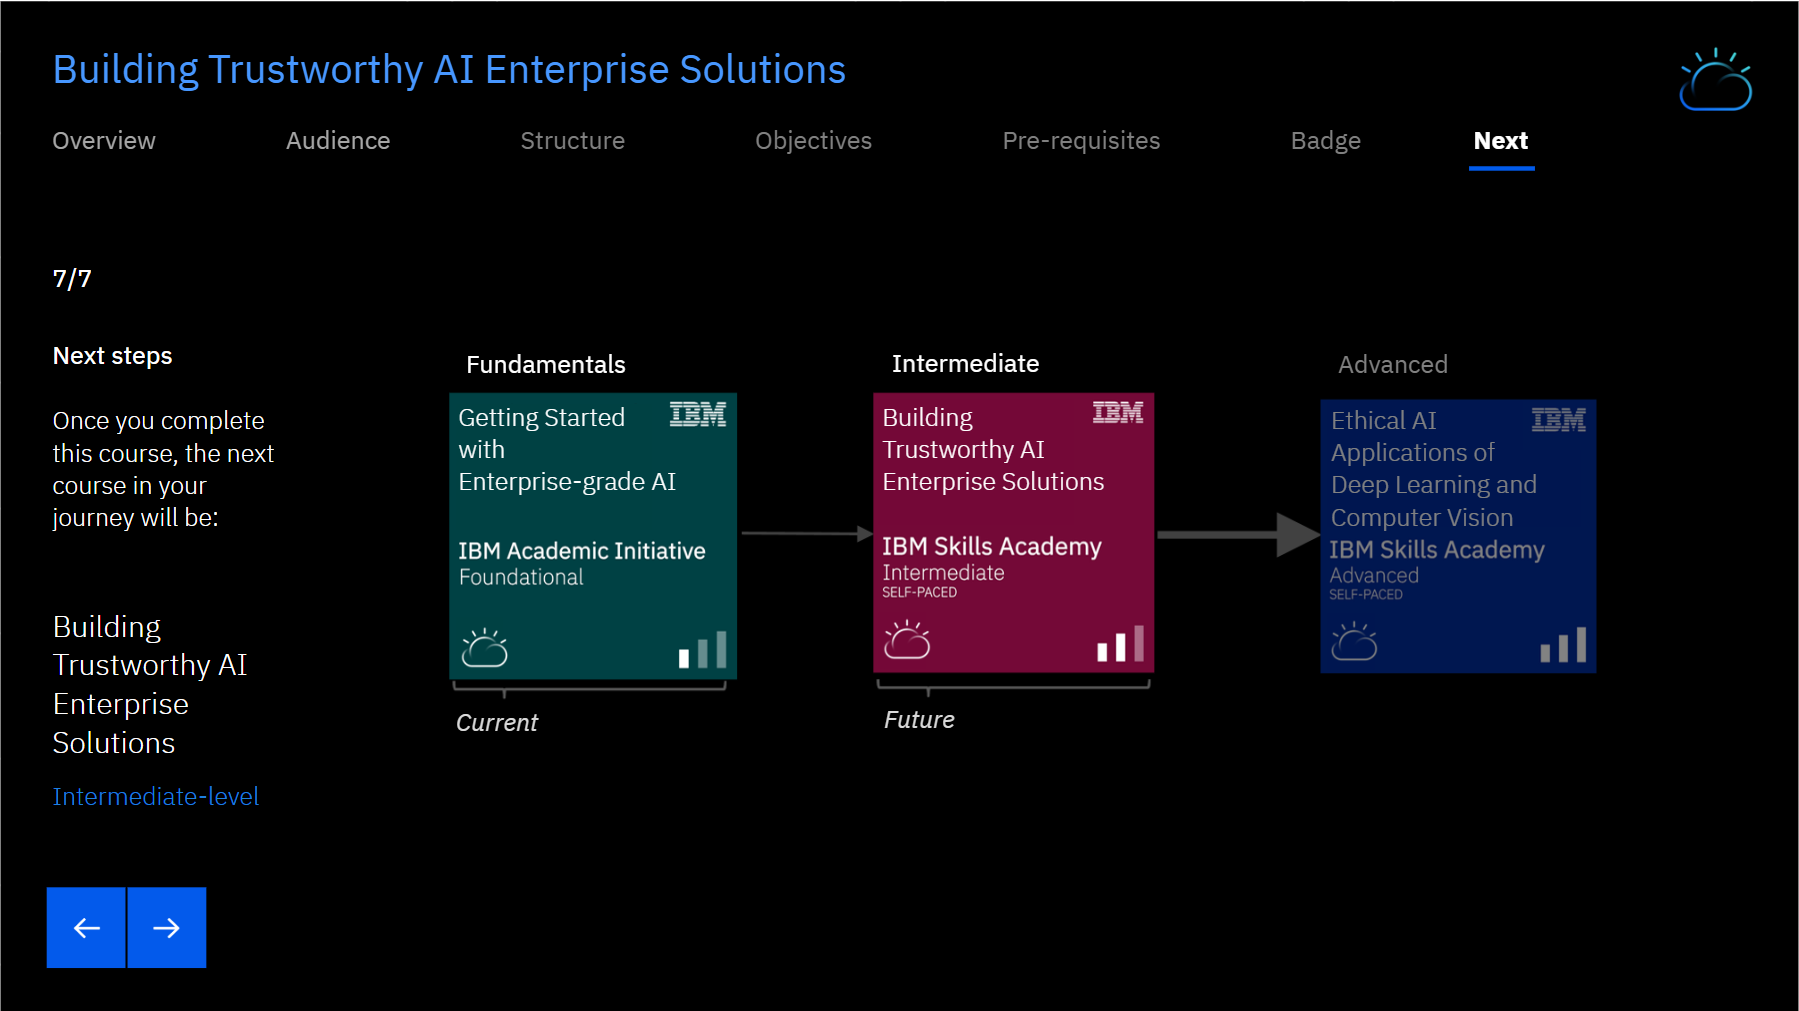 Building Trustworthy AI Enterprise Solutions
Overview Audience Structure Objectives Pre-requisites Badge Next
7/7
Next steps
Once you complete
this course, the next
course in your
journey will be:
Building
Trustworthy AI
Enterprise
Solutions
Intermediate-level
Fundamentals
Getting Started
with
Enterprise-grade AI
IBM
IBM Academic Initiative
Foundational
Current
Intermediate
Building
Trustworthy AI
Enterprise Solutions
IBM
IBM Skills Academy
Intermediate
SELF-PACED
Future
Advanced
Ethical AI
Applications of
Deep Learning and
Computer Vision
IBM
IBM Skills Academy
Advanced
SELF-PACED